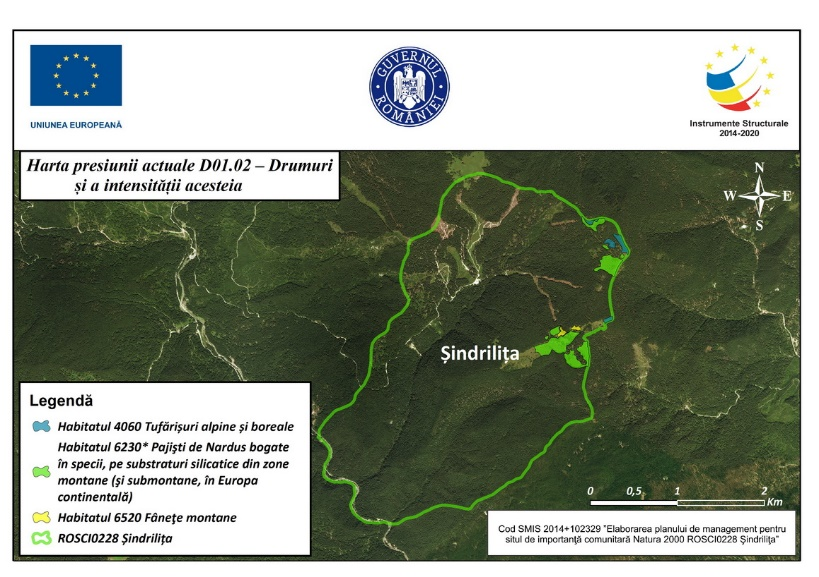 UNIUNEA EUROPEANĂ
GUVERNUL ROMÂNIEI
Instrumente Structurale
2014-2020
Harta presiunii actuale D01.02 – Drumuri
și a intensității acesteia
N
W E
S
Șindrilița
Legendă
Habitatul 4060 Tufărișuri alpine și boreale
Habitatul 6230* Pajiști de Nardus bogate
în specii, pe substraturi silicatice din zone
montane (și submontane, în Europa
continentală)
Habitatul 6520 Fânețe montane
ROSCI0228 Șindrilița
0 0,5 1 2
Km
Cod SMIS 2014+102329 "Elaborarea planului de management pentru
situl de importanţă comunitară Natura 2000 ROSCI0228 Şindriliţa"